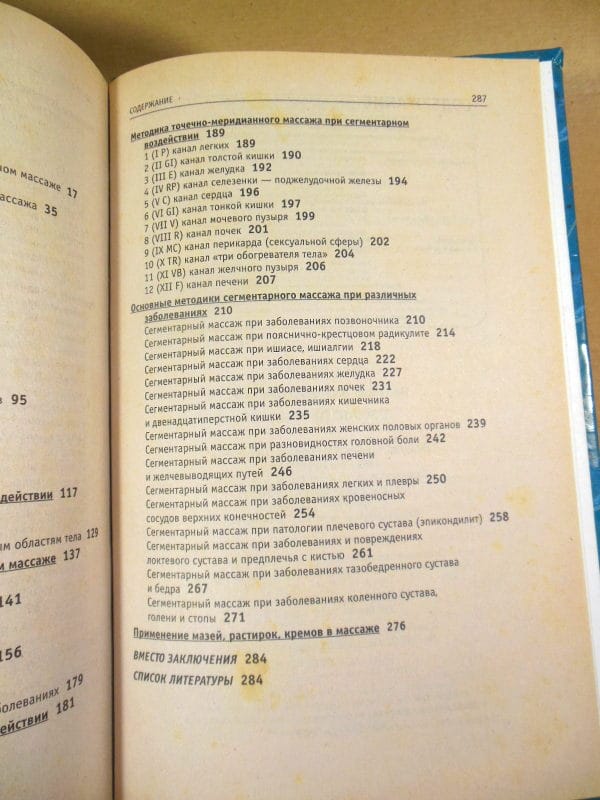 ном массаже 17
ассажа 35
95
здействии 117
ым областям тела 129
м массаже 137
141
156
болеваниях 179
действии 181
СОДЕРЖАНИЕ 287
Методика точечно-меридианного массажа при сегментарном
воздействии 189
1 (I P) канал легких 189
2 (II GI) канал толстой кишки 190
3 (III E) канал желудка 192
4 (IV RP) канал селезенки — поджелудочной железы 194
5 (V C) канал сердца 196
6 (VI GI) канал тонкой кишки 197
7 (VII V) канал мочевого пузыря 199
8 (VIII R) канал почек 201
9 (IX MC) канал перикарда (сексуальной сферы) 202
10 (X TR) канал «три обогревателя тела» 204
11 (XI VB) канал желчного пузыря 206
12 (XII F) канал печени 207
Основные методики сегментарного массажа при различных
заболеваниях 210
Сегментарный массаж при заболеваниях позвоночника 210
Сегментарный массаж при пояснично-крестцовом радикулите 214
Сегментарный массаж при ишиасе, ишиалгии 218
Сегментарный массаж при заболеваниях сердца 222
Сегментарный массаж при заболеваниях желудка 227
Сегментарный массаж при заболеваниях почек 231
Сегментарный массаж при заболеваниях кишечника
и двенадцатиперстной кишки 235
Сегментарный массаж при заболеваниях женских половых органов 239
Сегментарный массаж при разновидностях головной боли 242
Сегментарный массаж при заболеваниях печени
и желчевыводящих путей 246
Сегментарный массаж при заболеваниях легких и плевры 250
Сегментарный массаж при заболеваниях кровеносных
сосудов верхних конечностей 254
Сегментарный массаж при патологии плечевого сустава (эпикондилит) 258
Сегментарный массаж при заболеваниях и повреждениях
локтевого сустава и предплечья с кистью 261
Сегментарный массаж при заболеваниях тазобедренного сустава
и бедра 267
Сегментарный массаж при заболеваниях коленного сустава,
голени и стопы 271
Применение мазей, растирок, кремов в массаже 276
ВМЕСТО ЗАКЛЮЧЕНИЯ 284
СПИСОК ЛИТЕРАТУРЫ 284